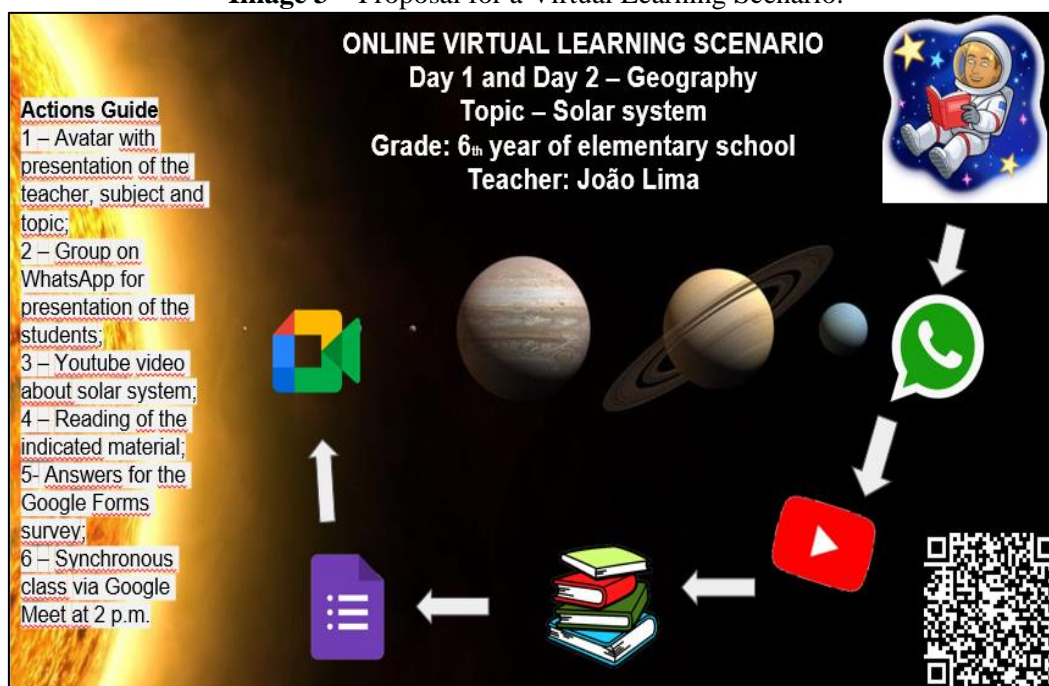 Image 3 – Proposal for a Virtual Learning Scenario.
ONLINE VIRTUAL LEARNING SCENARIO
Day 1 and Day 2 – Geography
Topic – Solar system
Grade: 6th year of elementary school
Teacher: João Lima
Actions Guide
1 – Avatar with
presentation of the
teacher, subject and
topic;
2 – Group on
WhatsApp for
presentation of the
students;
3 – Youtube video
about solar system;
4 – Reading of the
indicated material;
5- Answers for the
Google Forms
survey;
6 – Synchronous
class via Google
Meet at 2 p.m.